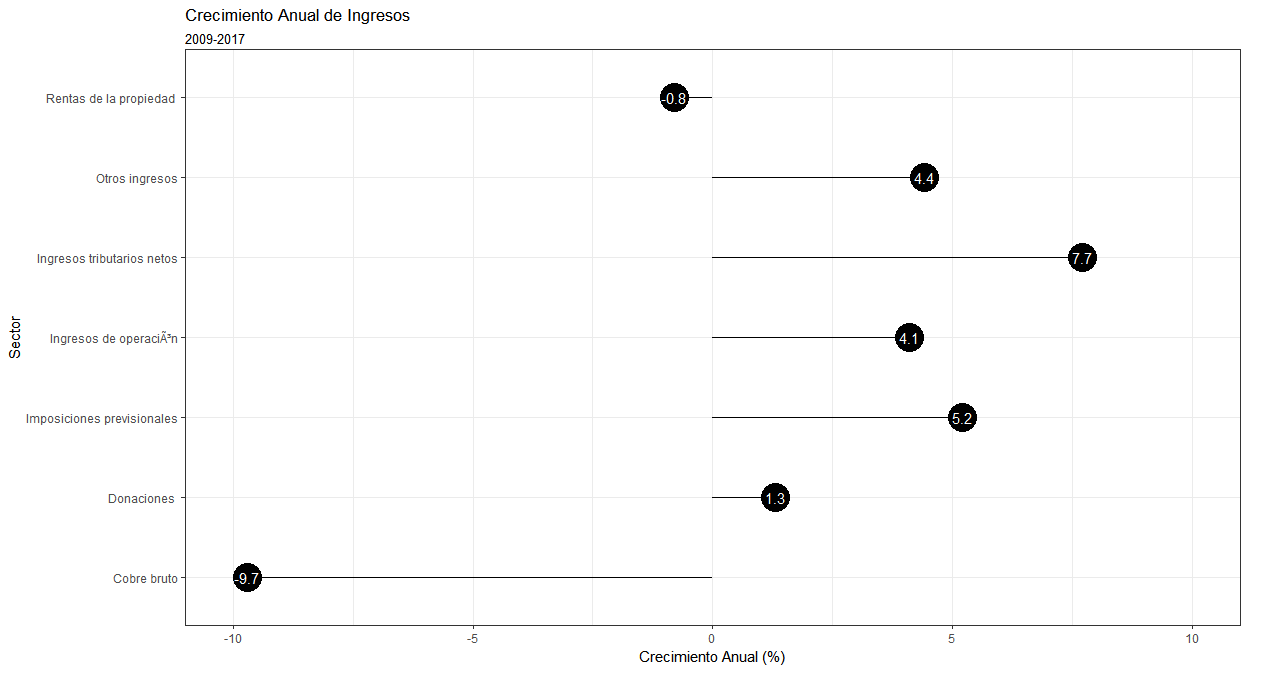 Crecimiento Anual de Ingresos
2009-2017
Rentas de la propiedad
-0.8
Otros ingresos
4.4
Ingresos tributarios netos
7.7
Ingresos de operaciÃ³n
4.1
Imposiciones previsionales
5.2
Donaciones
1.3
Cobre bruto
-9.7
Sector
-10 -5 0 5 10
Crecimiento Anual (%)